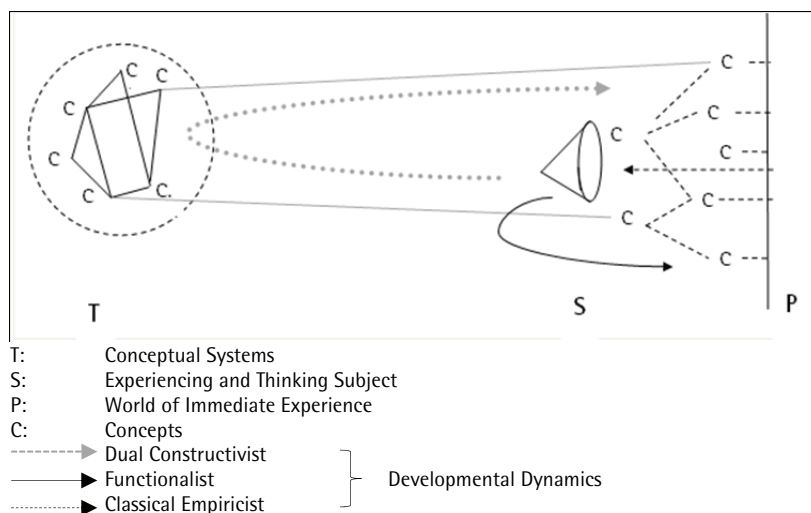 C
C
C
C
C
C
C
C
C
C.
C
C
C
C
T
S
P
T: Conceptual Systems
S: Experiencing and Thinking Subject
P: World of Immediate Experience
C: Concepts
Dual Constructivist
Functionalist Developmental Dynamics
Classical Empiricist